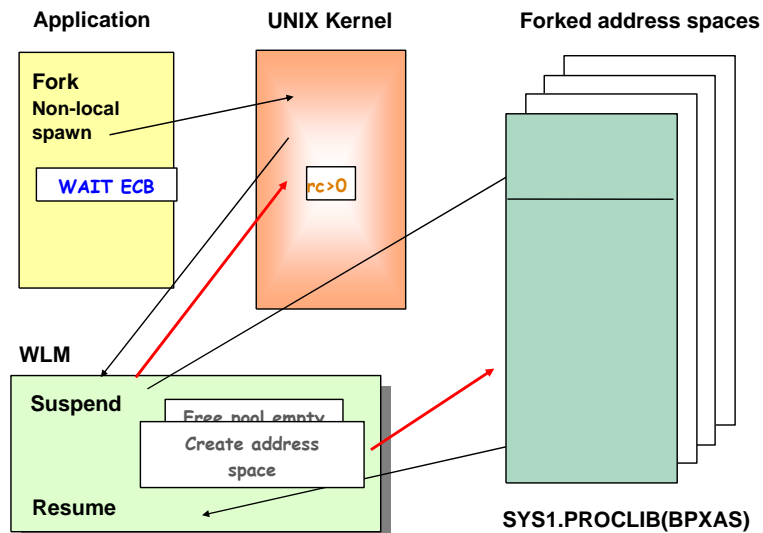 Application
UNIX Kernel
Forked address spaces
Fork
Non-local
spawn
WAIT ECB
rc>0
WLM
Suspend
Free pool empty
Create address
space
Resume
SYS1.PROCLIB(BPXAS)